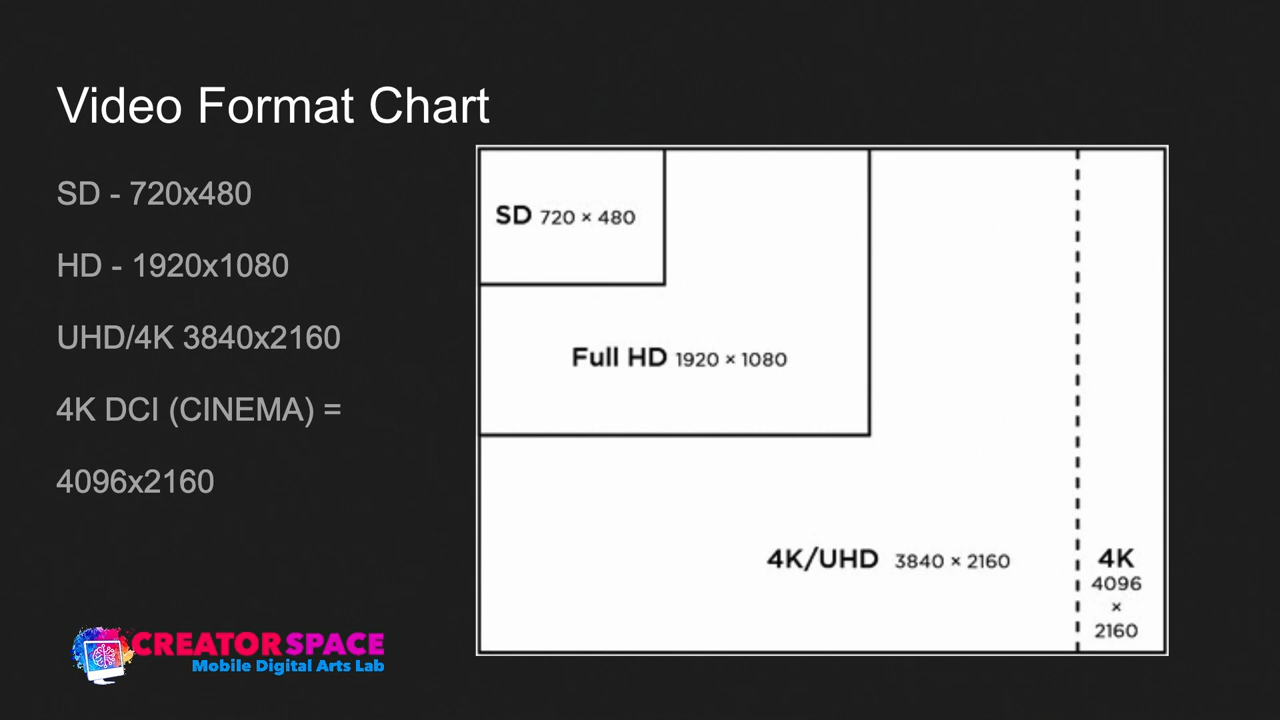 Video Format Chart
SD - 720x480
HD - 1920x1080
UHD/4K 3840x2160
4K DCI (CINEMA) =
4096x2160
SD 720 × 480
Full HD 1920 × 1080
4K/UHD 3840 × 2160
4K
4096
×
2160
CREATORSPACE
Mobile Digital Arts Lab